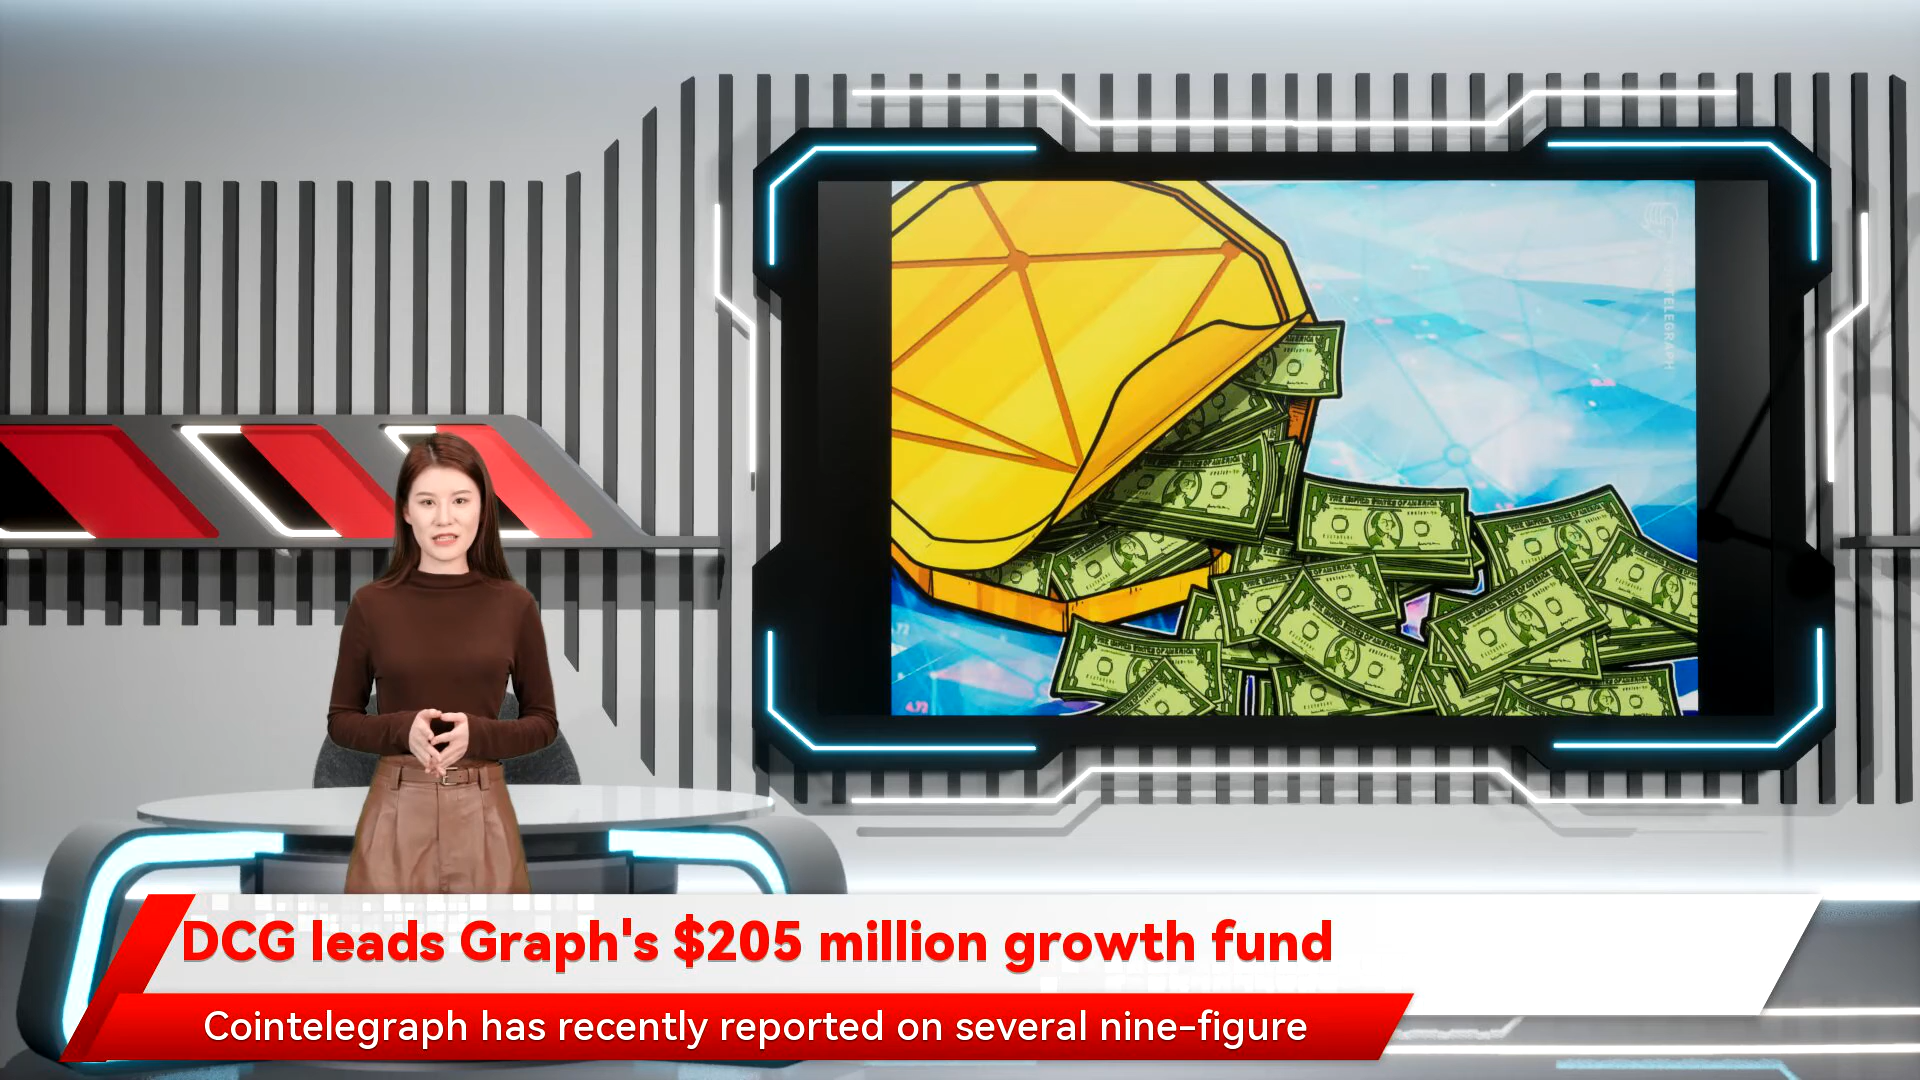 DCG leads Graph's $205 million growth fund
Cointelegraph has recently reported on several nine-figure